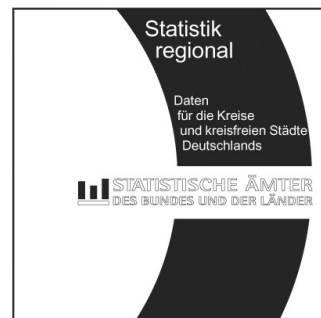 Statistik
regional
Daten
für die Kreise
und kreisfreien Städte
Deutschlands
STATISTISCHE ÄMTER
DES BUNDES UND DER LÄNDER